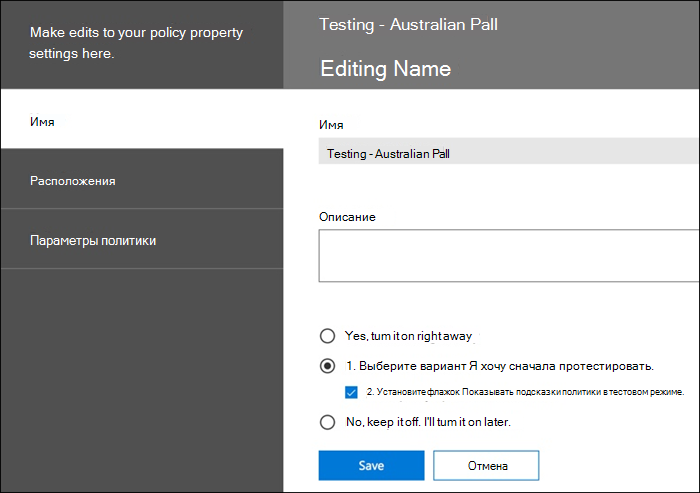 Make edits to your policy property
settings here.
Testing - Australian Pall
Editing Name
Имя
Расположения
Параметры политики
Имя
Testing - Australian Pall
Описание
Yes, tum it on right away
1. Выберите вариант Я хочу сначала протестировать.
2. Установите флажок Показывать подсказки политики в тестовом режиме.
No, keep it off. I'll tum it on later.
Save
Отмена